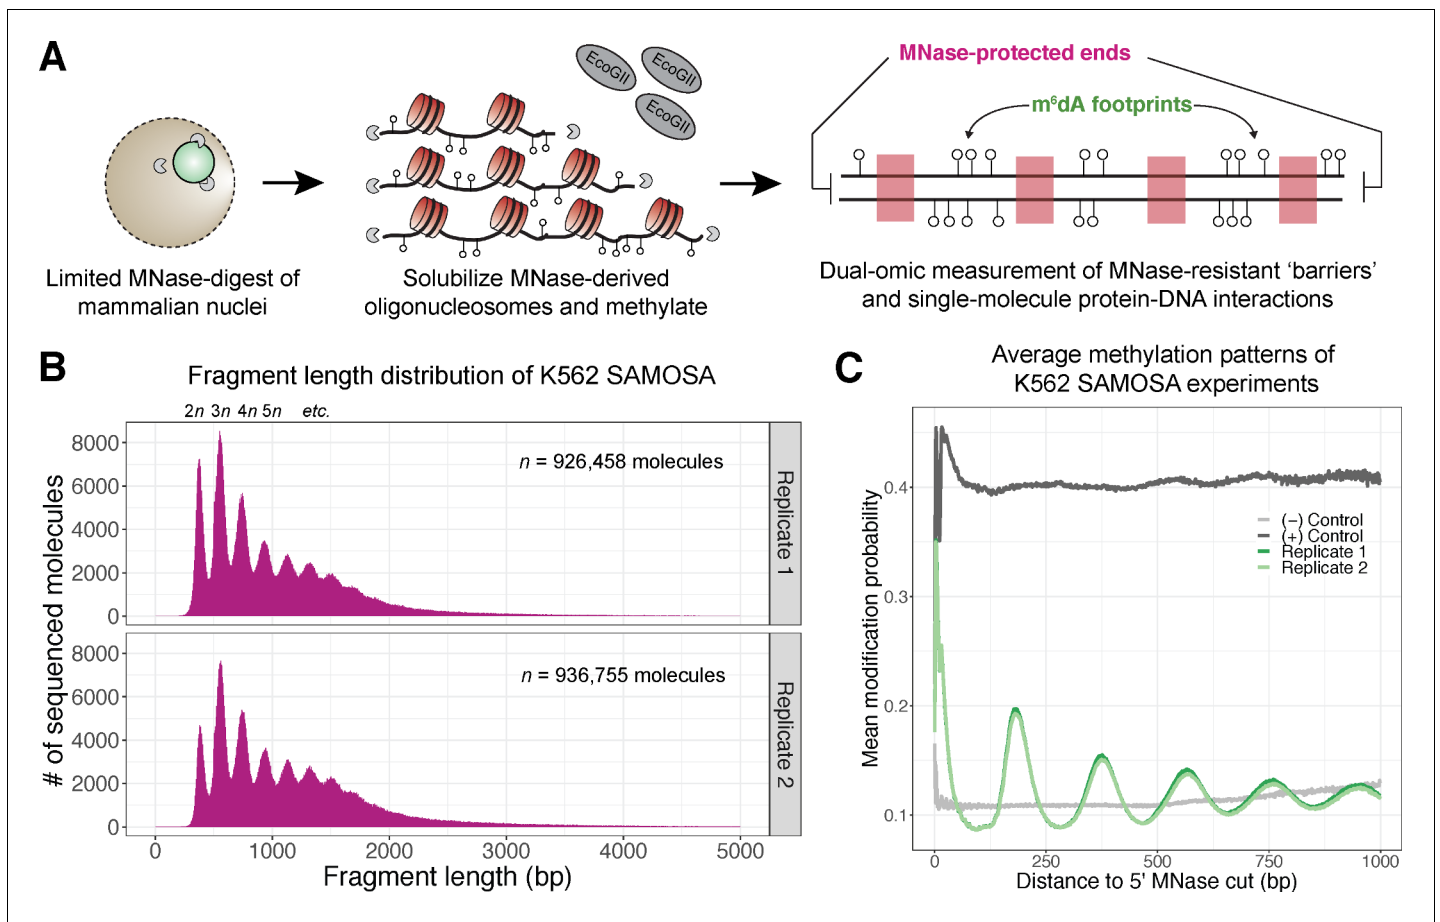 A
EcoGII
EcoGII
EcoGII
MNase-protected ends
m⁶dA footprints
Limited MNase-digest of
mammalian nuclei
Solubilize MNase-derived
oligonucleosomes and methylate
Dual-omic measurement of MNase-resistant ‘barriers’
and single-molecule protein-DNA interactions
B
Fragment length distribution of K562 SAMOSA
2n 3n 4n 5n etc.
# of sequenced molecules
8000
6000
4000
2000
0
n = 926,458 molecules
Replicate 1
8000
6000
4000
2000
0
n = 936,755 molecules
Replicate 2
0 1000 2000 3000 4000 5000
Fragment length (bp)
C
Average methylation patterns of
K562 SAMOSA experiments
Mean modification probability
0.4
0.3
0.2
0.1
(−) Control
(+) Control
Replicate 1
Replicate 2
0 250 500 750 1000
Distance to 5' MNase cut (bp)